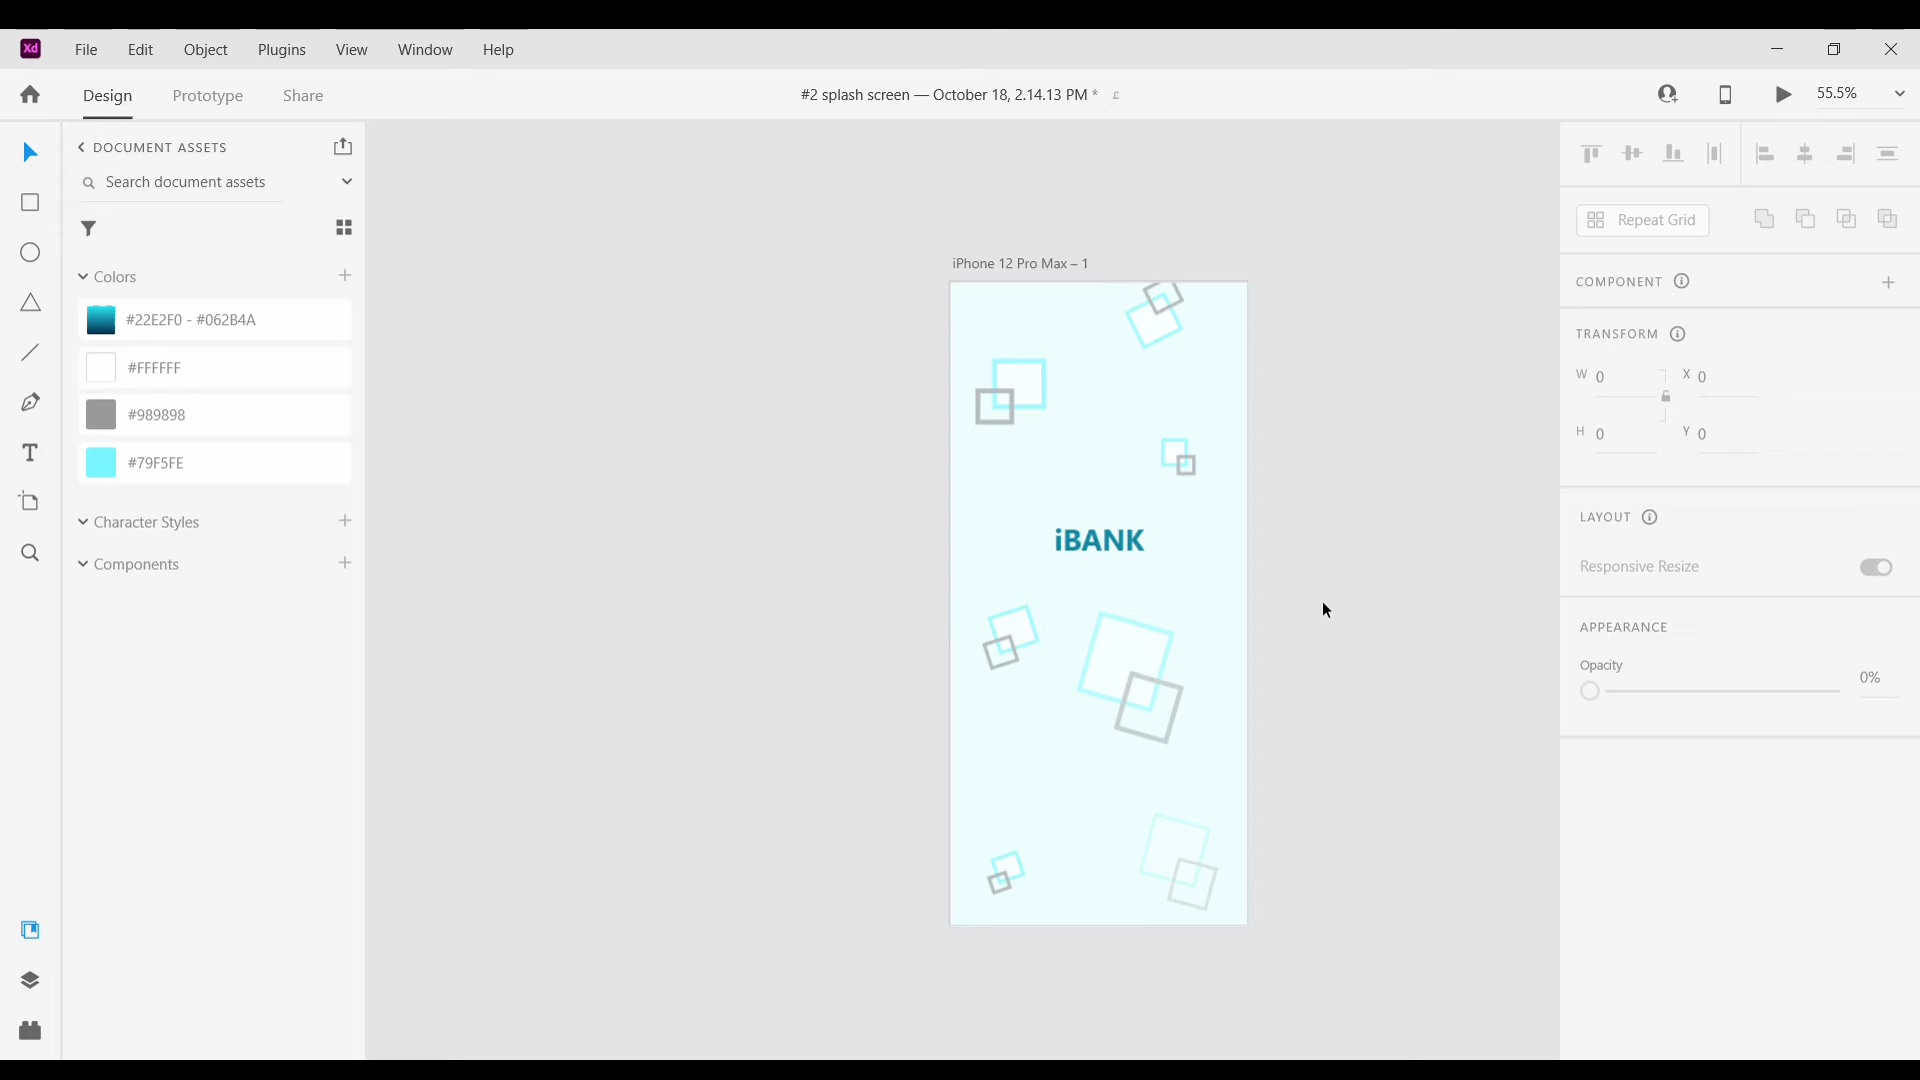 Xd File Edit Object Plugins View Window Help
Design Prototype Share #2 splash screen — October 18, 2.14.13 PM * 55.5%
DOCUMENT ASSETS
Search document assets
Colors
#22E2F0 - #062B4A
#FFFFFF
#989898
#79F5FE
Character Styles
Components
iPhone 12 Pro Max – 1
iBANK
Repeat Grid
COMPONENT
TRANSFORM
W 0 X 0
H 0 Y 0
LAYOUT
Responsive Resize
APPEARANCE
Opacity
0%